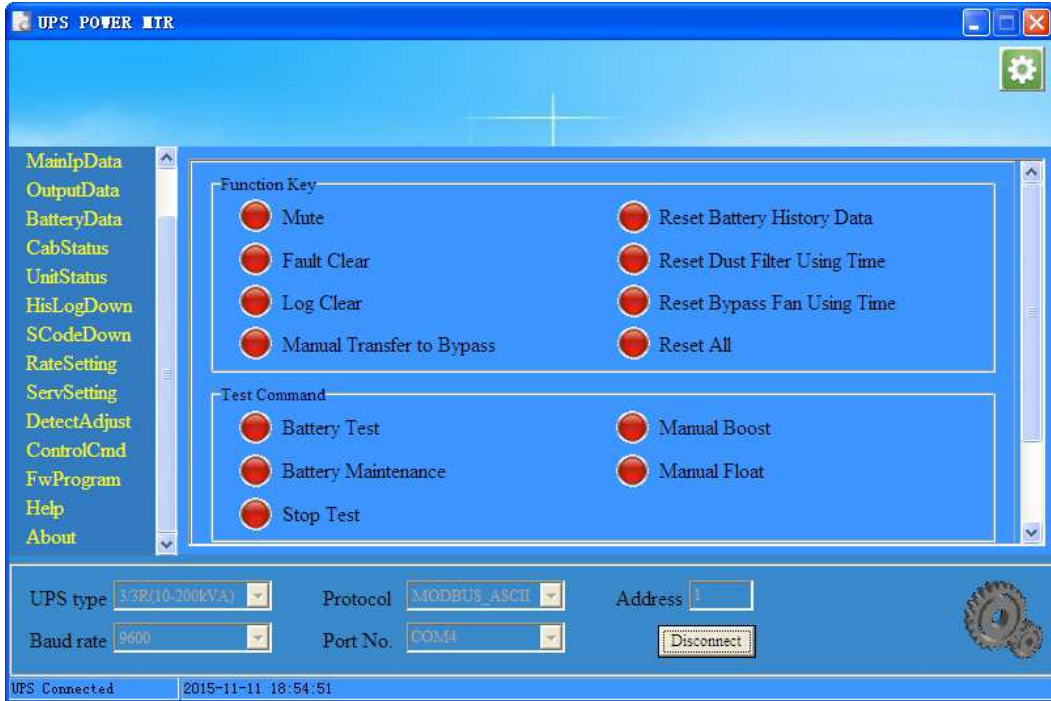 UPS POWER MTR
MainIpData
OutputData
BatteryData
CabStatus
UnitStatus
HisLogDown
SCodeDown
RateSetting
ServSetting
DetectAdjust
ControlCmd
FwProgram
Help
About
Function Key
Mute
Reset Battery History Data
Fault Clear
Reset Dust Filter Using Time
Log Clear
Reset Bypass Fan Using Time
Manual Transfer to Bypass
Reset All
Test Command
Battery Test
Manual Boost
Battery Maintenance
Manual Float
Stop Test
UPS type 3/3R(10-200kVA) Protocol MODBUS_ASCII Address 1
Baud rate 9600 Port No. COM4 Disconnect
UPS Connected 2015-11-11 18:54:51